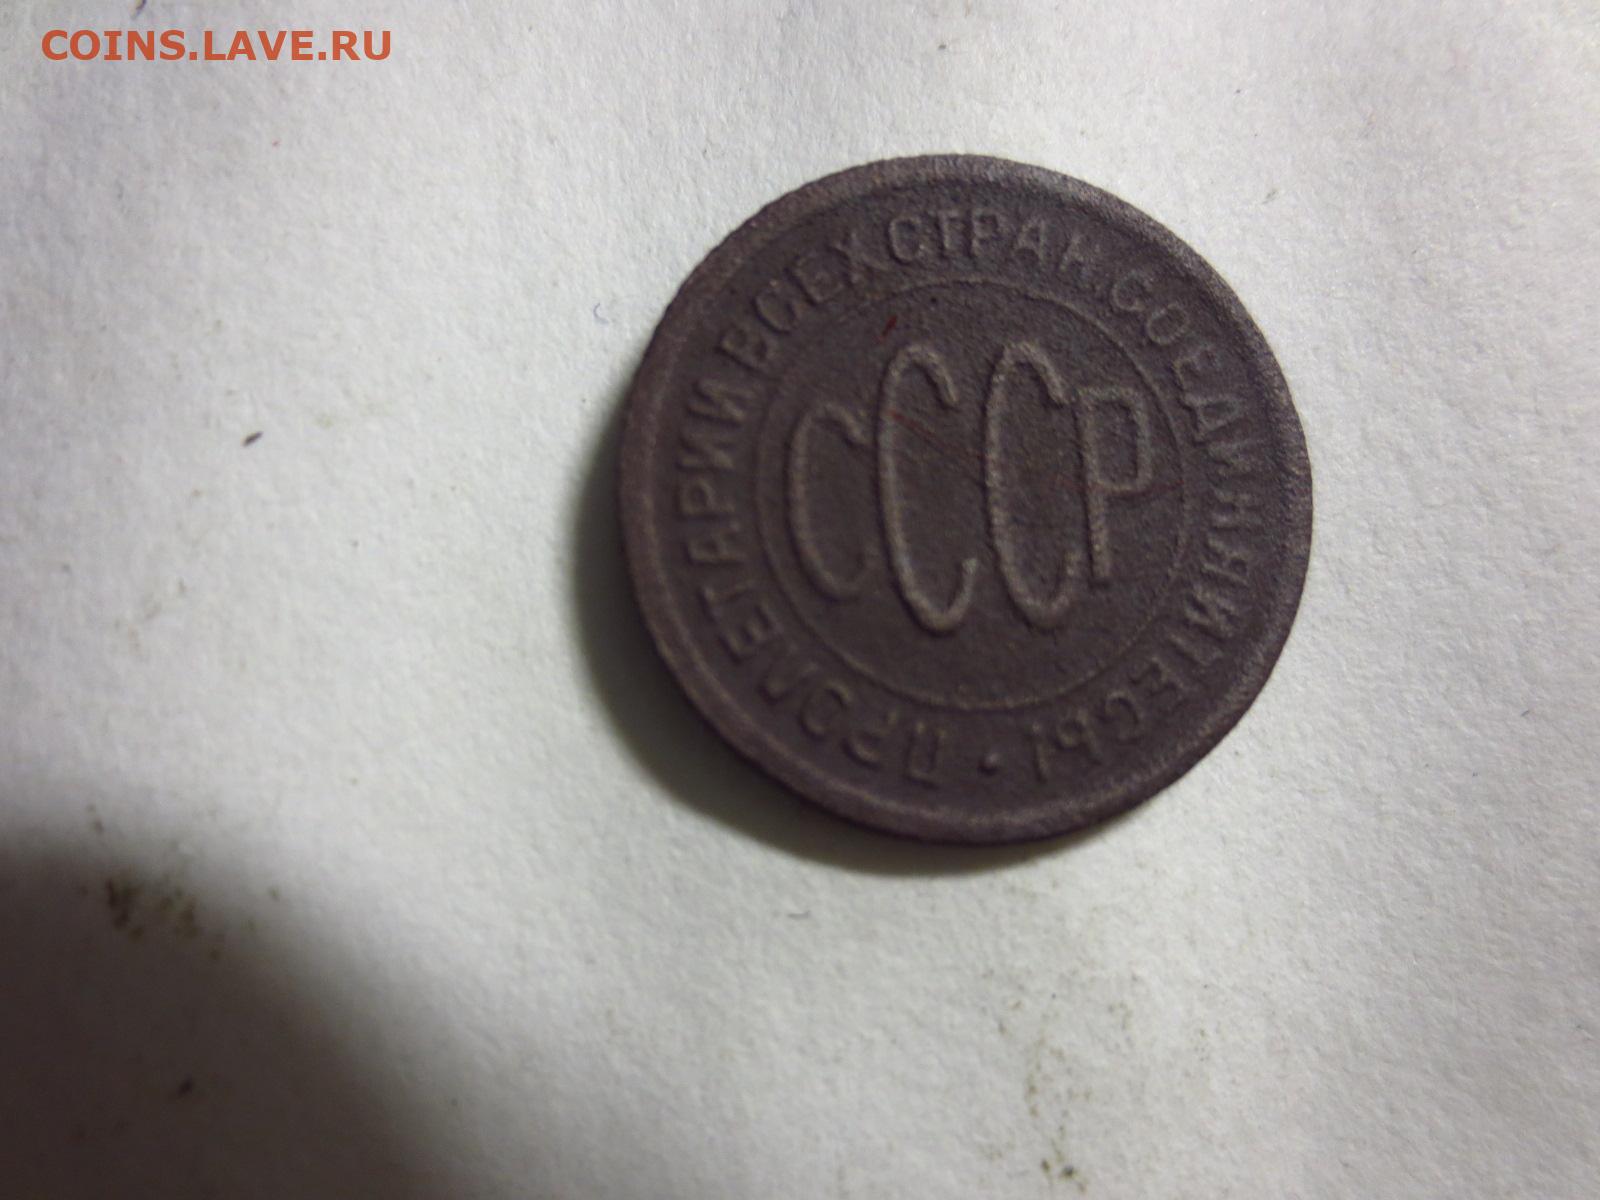 COINS.LAVE.RU
ПРОЛЕТАРИИ ВСЕХ СТРАН, СОЕДИНЯЙТЕСЬ! •
СССР